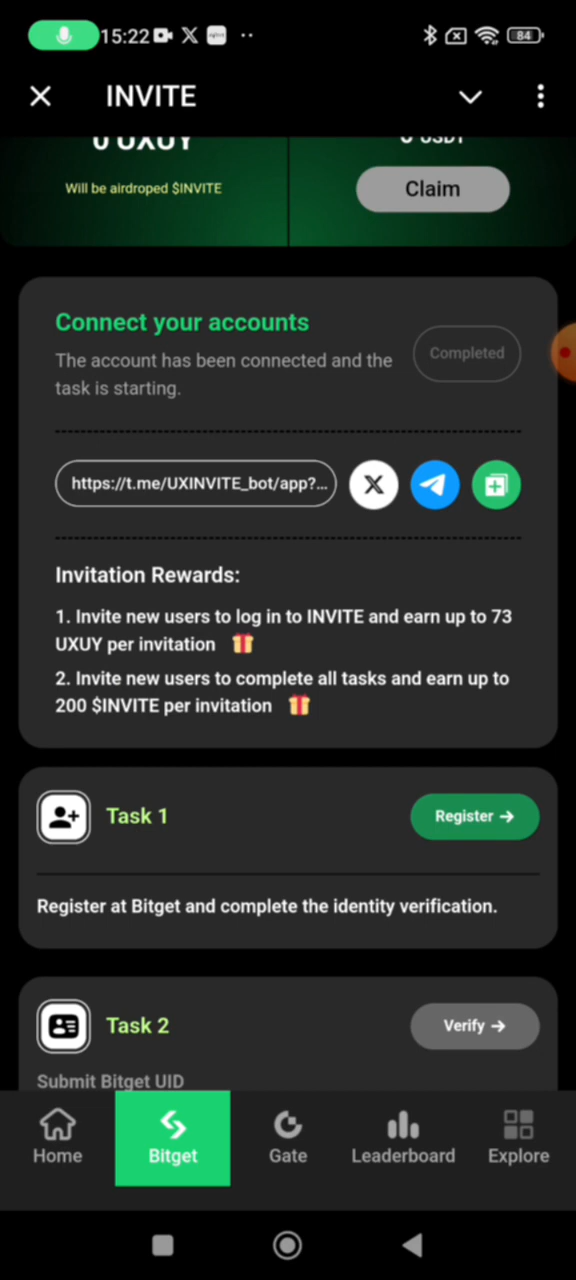 15:22
84
INVITE
0 UXUY
0 USDT
Will be airdroped $INVITE
Claim
Connect your accounts
The account has been connected and the
task is starting.
Completed
https://t.me/UXINVITE_bot/app?...
Invitation Rewards:
1. Invite new users to log in to INVITE and earn up to 73
UXUY per invitation
2. Invite new users to complete all tasks and earn up to
200 $INVITE per invitation
Task 1
Register →
Register at Bitget and complete the identity verification.
Task 2
Verify →
Submit Bitget UID
Home
Bitget
Gate
Leaderboard
Explore